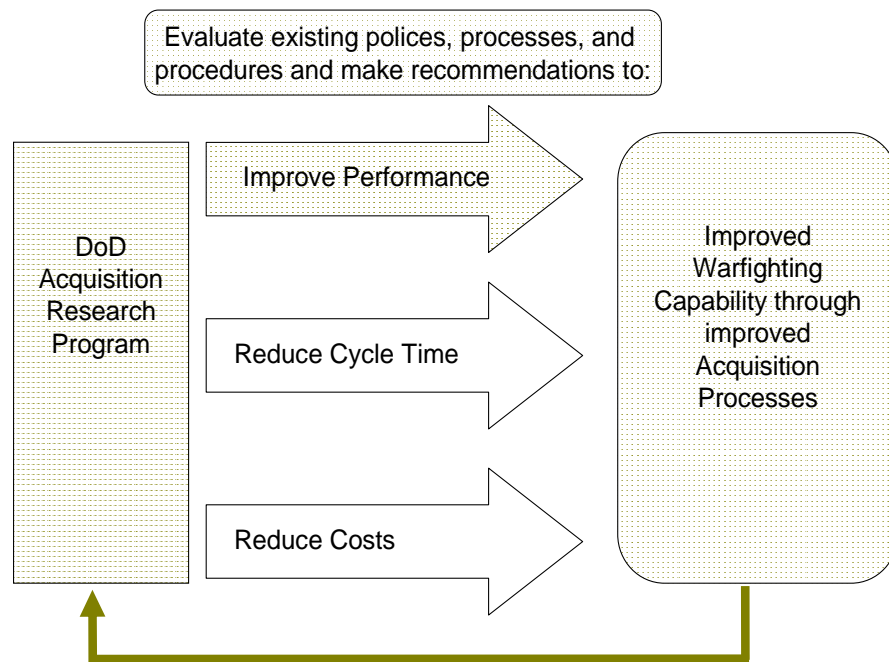 Evaluate existing polices, processes, and
procedures and make recommendations to:
Improve Performance
DoD
Acquisition
Research
Program
Reduce Cycle Time
Reduce Costs
Improved
Warfighting
Capability through
improved
Acquisition
Processes